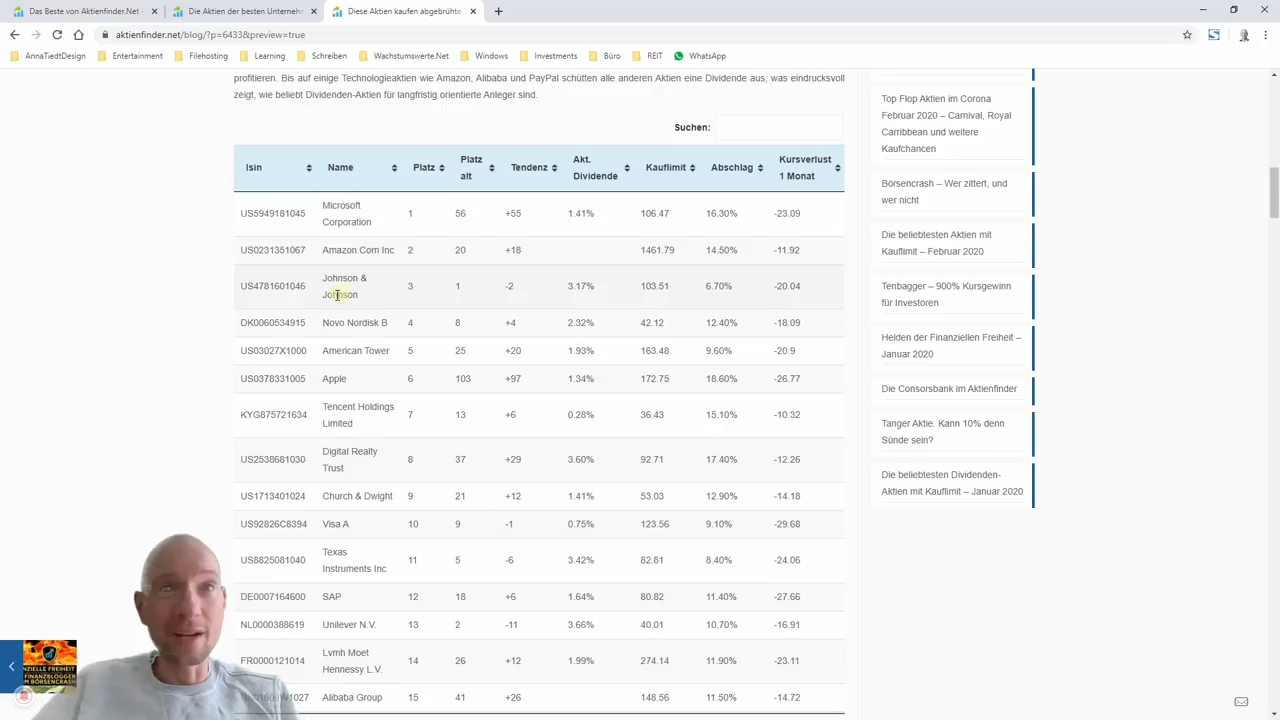 Das Beste von Aktienfinder.Net -
Die Aktien der besten Unterneh
Diese Aktien kaufen abgebrühte
aktienfinder.net/blog/?p=6433&preview=true
AnnaTiedtDesign
Entertainment
Filehosting
Learning
Schreiben
Wachstumswerte.Net
Windows
Investments
Büro
REIT
WhatsApp
profitieren. Bis auf einige Technologieaktien wie Amazon, Alibaba und PayPal schütten alle anderen Aktien eine Dividende aus, was eindrucksvoll
zeigt, wie beliebt Dividenden-Aktien für langfristig orientierte Anleger sind.
Suchen:
Isin Name Platz Platz alt Tendenz Akt. Dividende Kauflimit Abschlag Kursverlust 1 Monat
US5949181045 Microsoft Corporation 1 56 +55 1.41% 106.47 16.30% -23.09
US0231351067 Amazon.Com Inc 2 20 +18 1461.79 14.50% -11.92
US4781601046 Johnson & Johnson 3 1 -2 3.17% 103.51 6.70% -20.04
DK0060534915 Novo Nordisk B 4 8 +4 2.32% 42.12 12.40% -18.09
US03027X1000 American Tower 5 25 +20 1.93% 163.48 9.60% -20.9
US0378331005 Apple 6 103 +97 1.34% 172.75 18.60% -26.77
KYG875721634 Tencent Holdings Limited 7 13 +6 0.28% 36.43 15.10% -10.32
US2538681030 Digital Realty Trust 8 37 +29 3.60% 92.71 17.40% -12.26
US1713401024 Church & Dwight 9 21 +12 1.41% 53.03 12.90% -14.18
US92826C8394 Visa A 10 9 -1 0.75% 123.56 9.10% -29.68
US8825081040 Texas Instruments Inc 11 5 -6 3.42% 82.81 8.40% -24.06
DE0007164600 SAP 12 18 +6 1.64% 80.82 11.40% -27.66
NL0000388619 Unilever N.V. 13 2 -11 3.66% 40.01 10.70% -16.91
FR0000121014 Lvmh Moet Hennessy L.V. 14 26 +12 1.99% 274.14 11.90% -23.11
Alibaba Group 15 41 +26 148.56 11.50% -14.72
Top Flop Aktien im Corona
Februar 2020 – Carnival, Royal
Carribbean und weitere
Kaufchancen
Börsencrash – Wer zittert, und
wer nicht
Die beliebtesten Aktien mit
Kauflimit – Februar 2020
Tenbagger – 900% Kursgewinn
für Investoren
Helden der Finanziellen Freiheit –
Januar 2020
Die Consorsbank im Aktienfinder
Tanger Aktie. Kann 10% denn
Sünde sein?
Die beliebtesten Dividenden-
Aktien mit Kauflimit – Januar 2020
NZIELLE FREIHEIT
FINANZBLOGGER
M BÖRSENCRASH